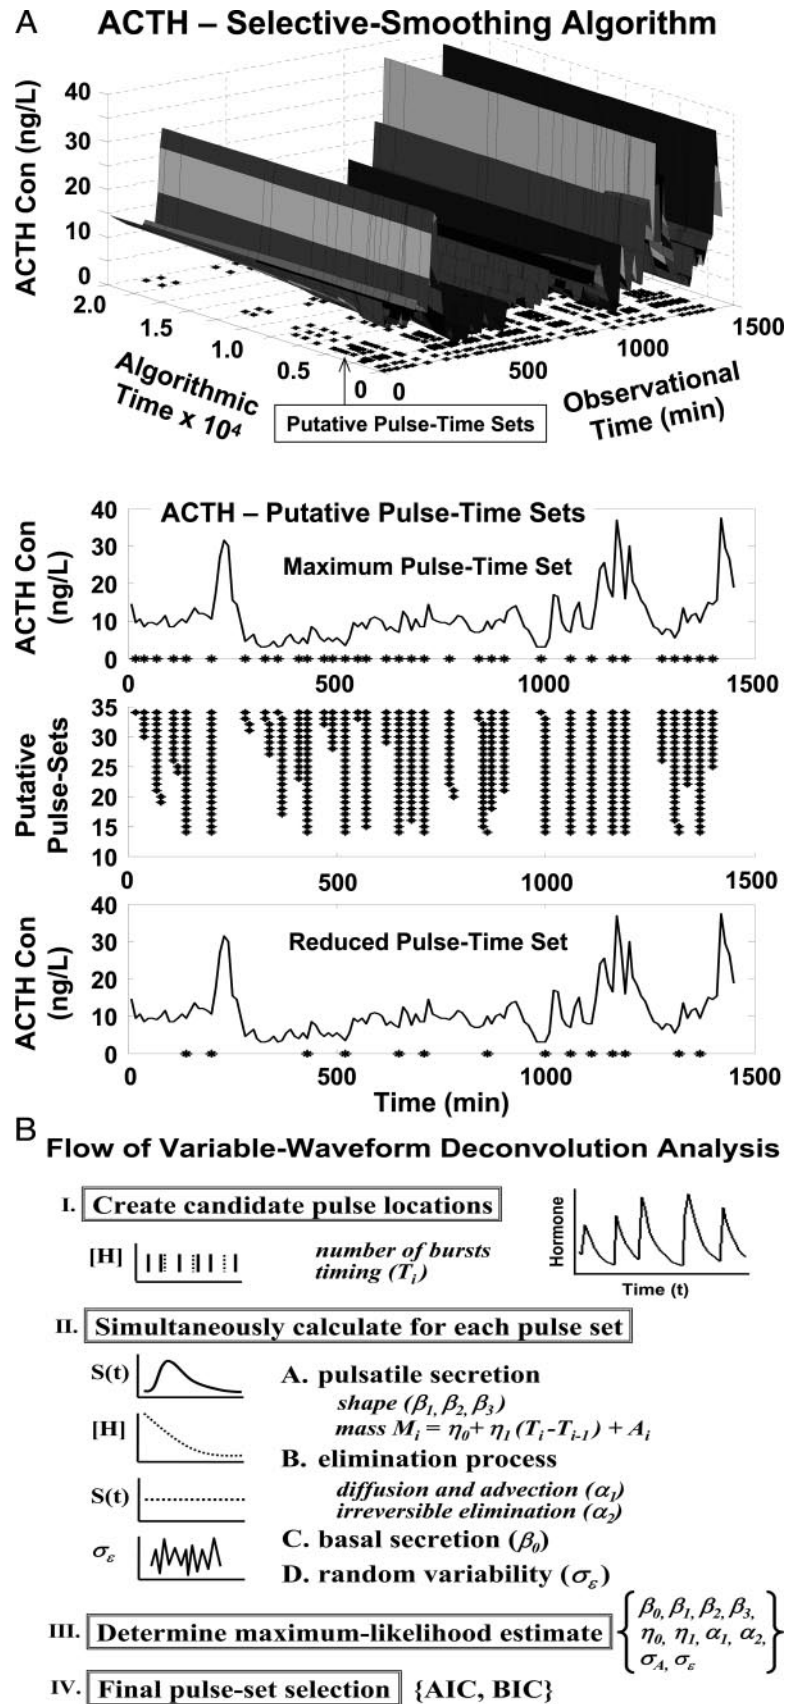 A
ACTH – Selective-Smoothing Algorithm
ACTH Con (ng/L)
40
30
20
10
0
2.0
1.5
1.0
0.5
0
0
500
1000
1500
Algorithmic
Time x 10⁴
Observational
Time (min)
Putative Pulse-Time Sets
ACTH – Putative Pulse-Time Sets
Maximum Pulse-Time Set
ACTH Con
(ng/L)
40
30
20
10
0
0 500 1000 1500
Putative
Pulse-Sets
35
30
25
20
15
10
0 500 1000 1500
Reduced Pulse-Time Set
ACTH Con
(ng/L)
40
30
20
10
0
0 500 1000 1500
Time (min)
B
Flow of Variable-Waveform Deconvolution Analysis
I. Create candidate pulse locations
[H]
number of bursts
timing (Tᵢ)
Hormone
Time (t)
II. Simultaneously calculate for each pulse set
S(t)
A. pulsatile secretion
shape (β₁, β₂, β₃)
mass Mᵢ = η₀ + η₁ (Tᵢ - Tᵢ₋₁) + Aᵢ
[H]
B. elimination process
diffusion and advection (α₁)
irreversible elimination (α₂)
S(t)
C. basal secretion (β₀)
σ_ε
D. random variability (σ_ε)
III. Determine maximum-likelihood estimate
β₀, β₁, β₂, β₃,
η₀, η₁, α₁, α₂,
σ_A, σ_ε
IV. Final pulse-set selection {AIC, BIC}